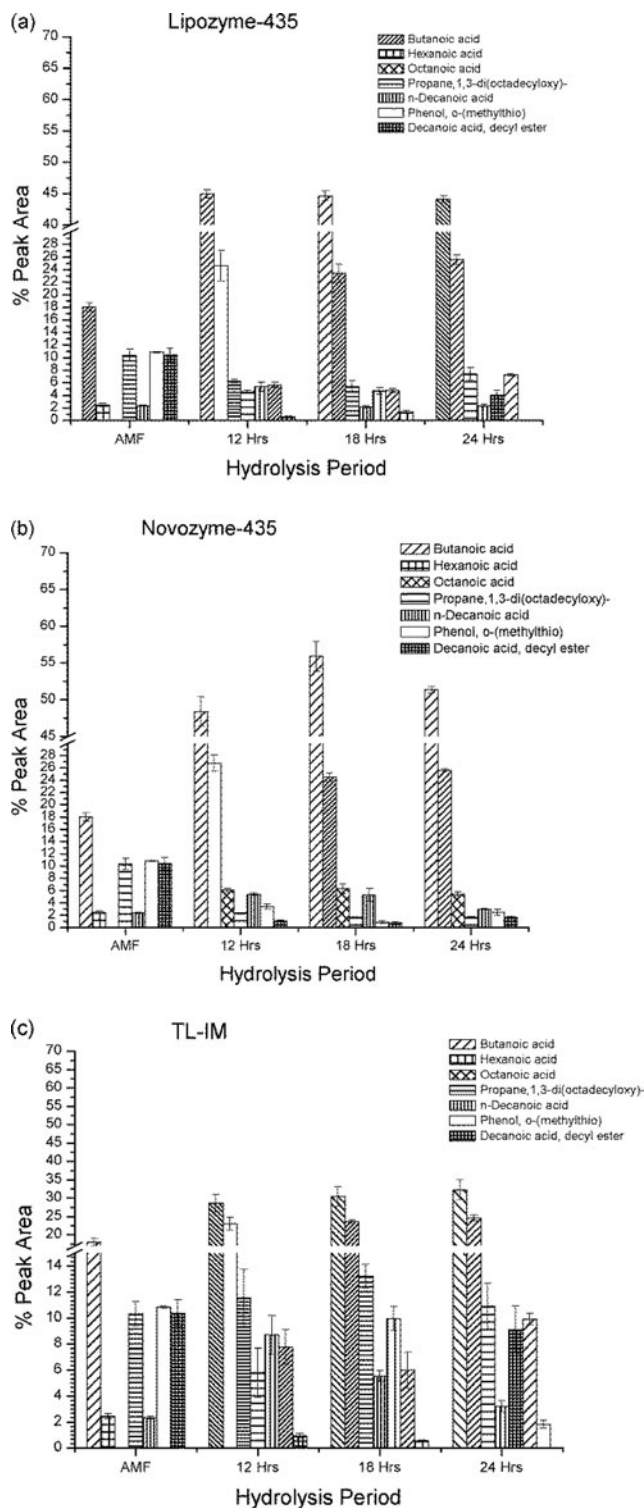 (a)
Lipozyme-435
Butanoic acid
Hexanoic acid
Octanoic acid
Propane,1,3-di(octadecyloxy)-
n-Decanoic acid
Phenol, o-(methylthio)
Decanoic acid, decyl ester
% Peak Area
70
65
60
55
50
45
40
28
26
24
22
20
18
16
14
12
10
8
6
4
2
0
AMF 12 Hrs 18 Hrs 24 Hrs
Hydrolysis Period
(b)
Novozyme-435
Butanoic acid
Hexanoic acid
Octanoic acid
Propane,1,3-di(octadecyloxy)-
n-Decanoic acid
Phenol, o-(methylthio)
Decanoic acid, decyl ester
% Peak Area
70
65
60
55
50
45
28
26
24
22
20
18
16
14
12
10
8
6
4
2
0
AMF 12 Hrs 18 Hrs 24 Hrs
Hydrolysis Period
(c)
TL-IM
Butanoic acid
Hexanoic acid
Octanoic acid
Propane,1,3-di(octadecyloxy)-
n-Decanoic acid
Phenol, o-(methylthio)
Decanoic acid, decyl ester
% Peak Area
70
65
60
55
50
45
40
35
30
25
20
14
12
10
8
6
4
2
0
AMF 12 Hrs 18 Hrs 24 Hrs
Hydrolysis Period